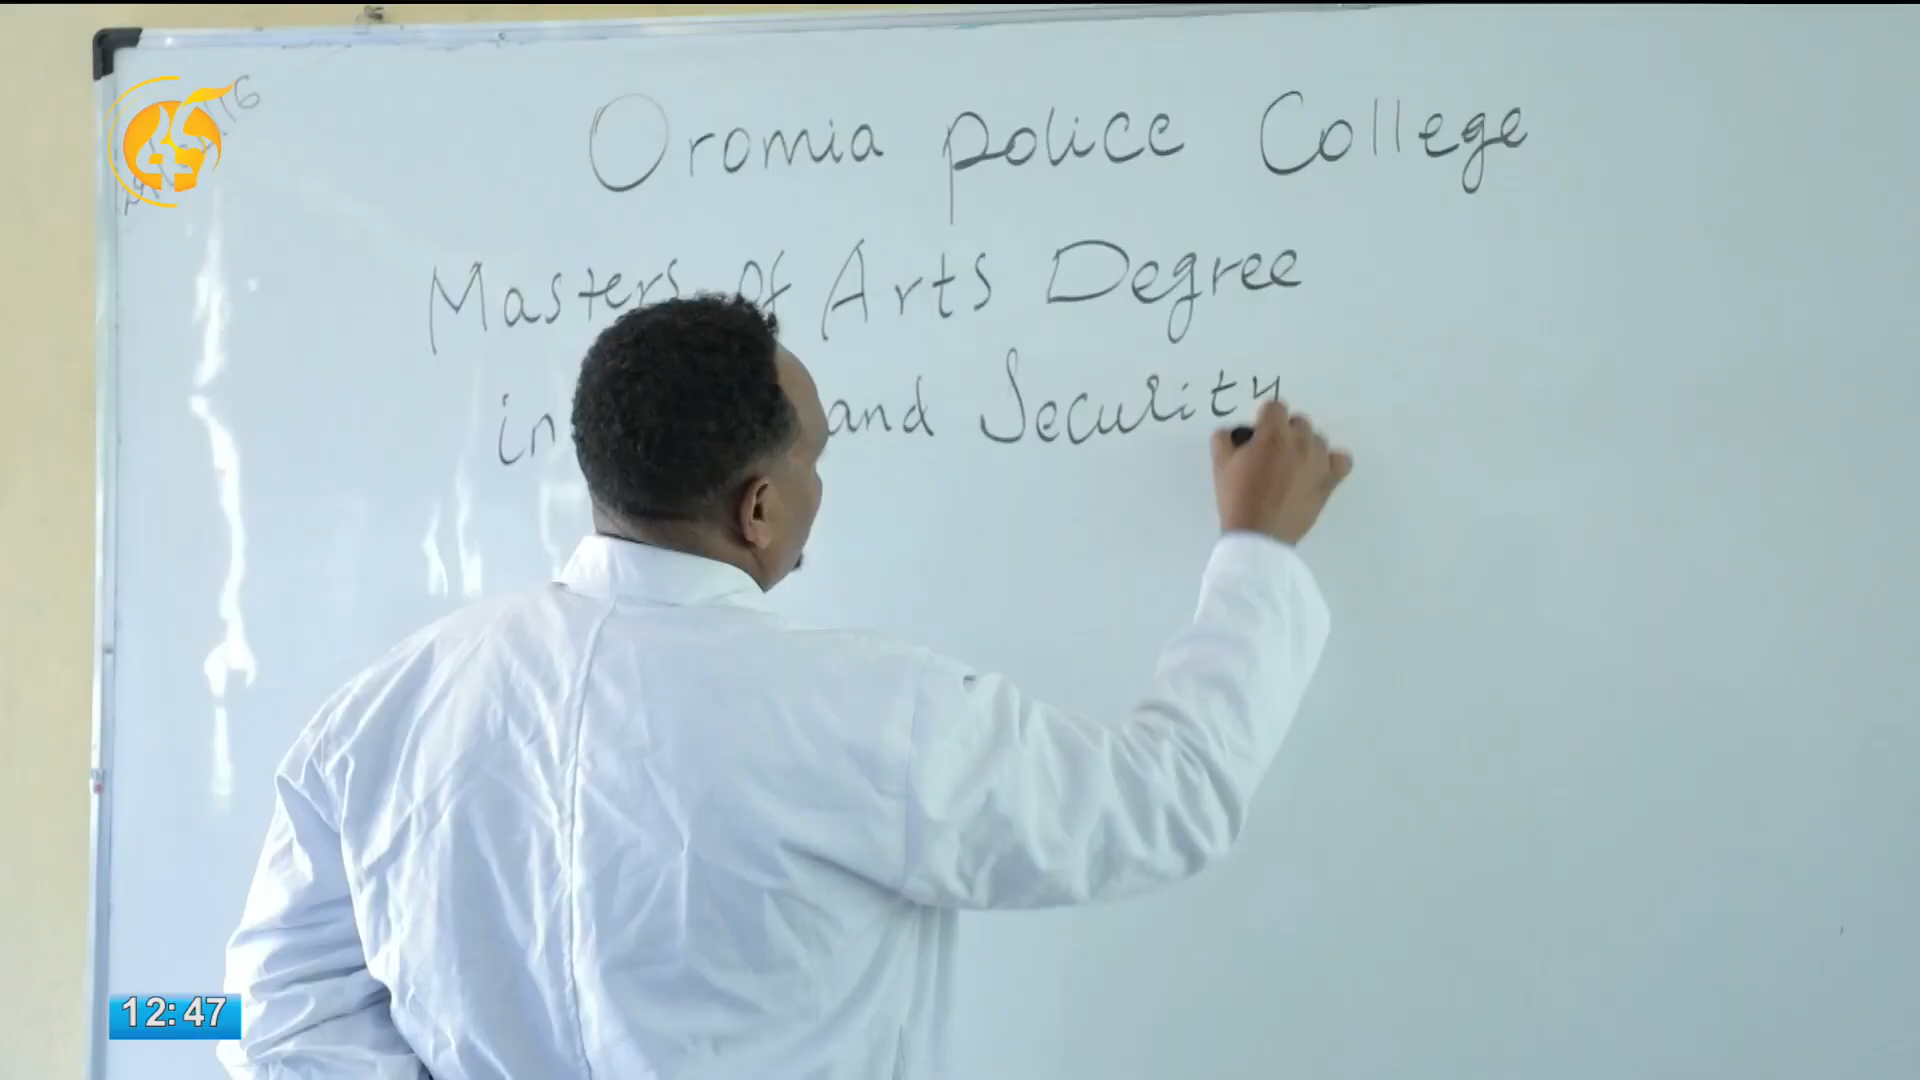 Oromia police College
Masters of Arts Degree
in and Security
12:47